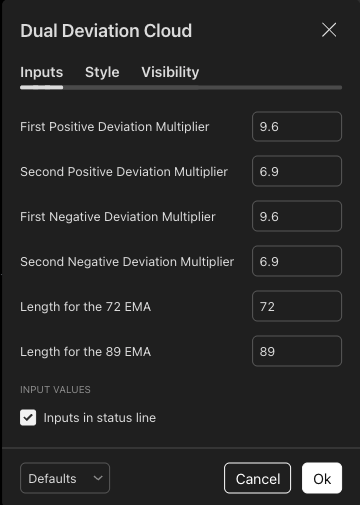 Dual Deviation Cloud
Inputs Style Visibility
First Positive Deviation Multiplier 9.6
Second Positive Deviation Multiplier 6.9
First Negative Deviation Multiplier 9.6
Second Negative Deviation Multiplier 6.9
Length for the 72 EMA 72
Length for the 89 EMA 89
INPUT VALUES
Inputs in status line
Defaults Cancel Ok